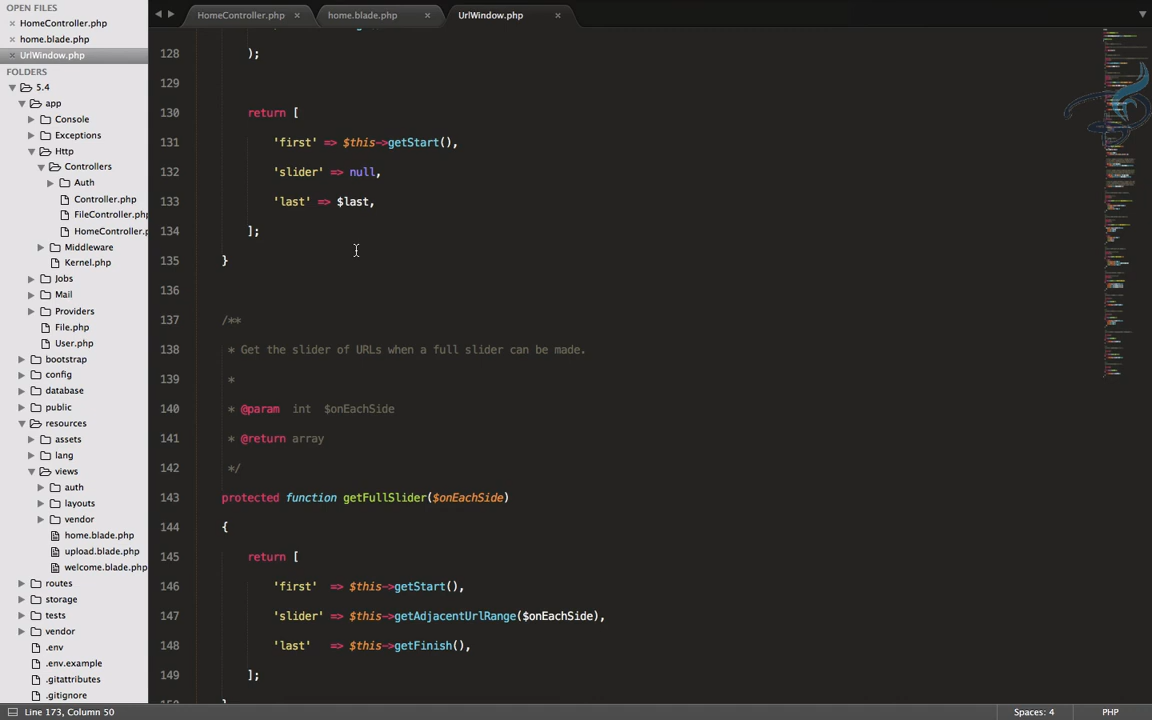 OPEN FILES
HomeController.php
home.blade.php
UrlWindow.php
FOLDERS
5.4
app
Console
Exceptions
Http
Controllers
Auth
Controller.php
FileController.php
HomeController.p
Middleware
Kernel.php
Jobs
Mail
Providers
File.php
User.php
bootstrap
config
database
public
resources
assets
lang
views
auth
layouts
vendor
home.blade.php
upload.blade.php
welcome.blade.php
routes
storage
tests
vendor
.env
.env.example
.gitattributes
.gitignore
HomeController.php
home.blade.php
UrlWindow.php
128 );
129
130 return [
131 'first' => $this->getStart(),
132 'slider' => null,
133 'last' => $last,
134 ];
135 }
136
137 /**
138 * Get the slider of URLs when a full slider can be made.
139 *
140 * @param int $onEachSide
141 * @return array
142 */
143 protected function getFullSlider($onEachSide)
144 {
145 return [
146 'first' => $this->getStart(),
147 'slider' => $this->getAdjacentUrlRange($onEachSide),
148 'last' => $this->getFinish(),
149 ];
Line 173, Column 50
Spaces: 4
PHP